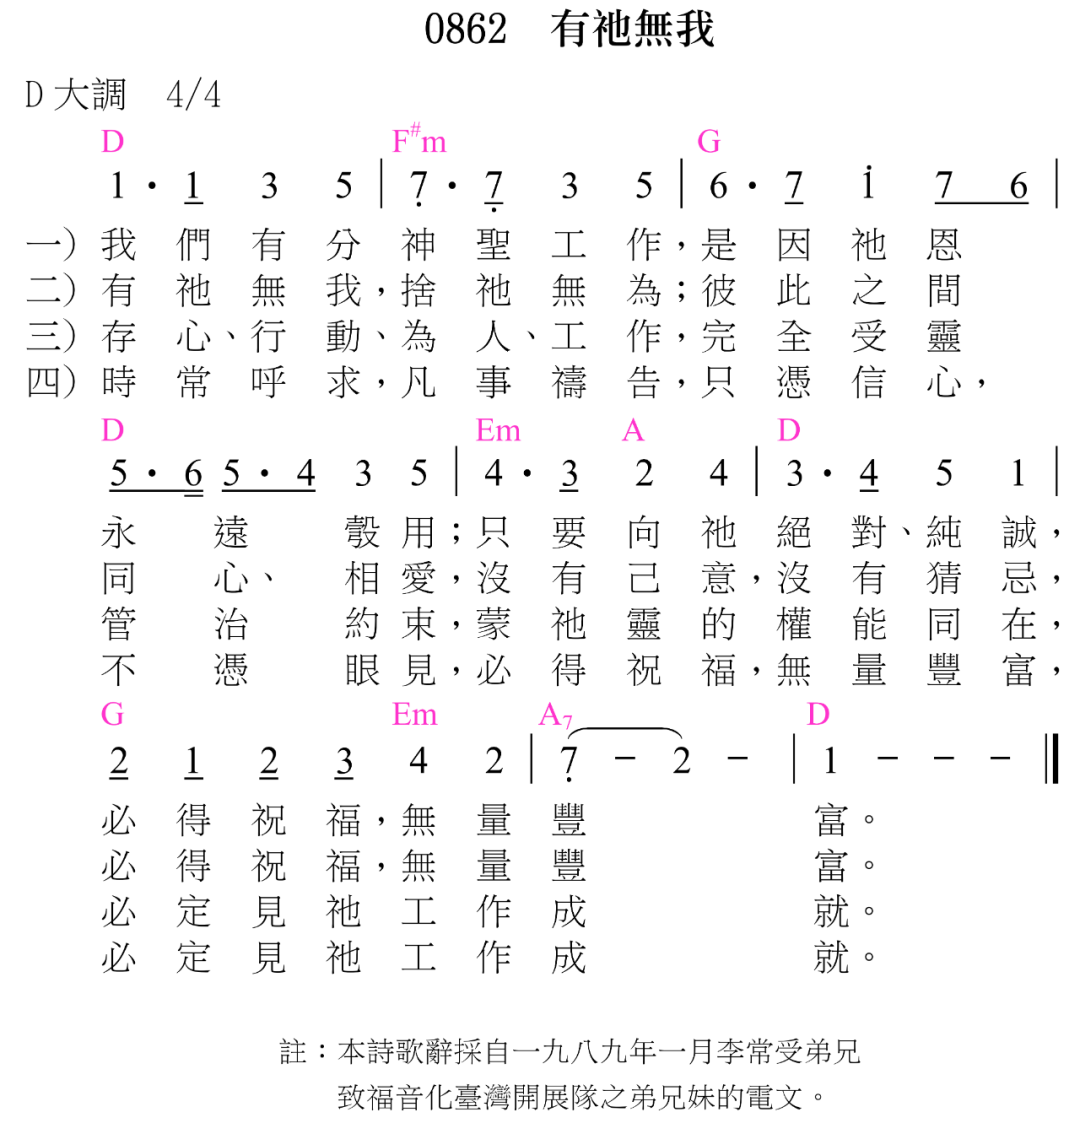 0862 有祂無我
D 大調 4/4
D F#m G
1 · 1 3 5 | 7 · 7 3 5 | 6 · 7 i 7 6 |
一) 我 們 有 分 神 聖 工 作，是 因 祂 恩
二) 有 祂 無 我，捨 祂 無 為；彼 此 之 間
三) 存 心、行 動、為 人、工 作，完 全 受 靈
四) 時 常 呼 求，凡 事 禱 告，只 憑 信 心，
D Em A D
5 · 6 5 · 4 3 5 | 4 · 3 2 4 | 3 · 4 5 1 |
永 遠 彀 用；只 要 向 祂 絕 對、純 誠，
同 心、 相 愛，沒 有 己 意，沒 有 猜 忌，
管 治 約 束，蒙 祂 靈 的 權 能 同 在，
不 憑 眼 見，必 得 祝 福，無 量 豐 富，
G Em A7 D
2 1 2 3 4 2 | 7 － 2 － | 1 － － － ‖
必 得 祝 福，無 量 豐 富。
必 得 祝 福，無 量 豐 富。
必 定 見 祂 工 作 成 就。
必 定 見 祂 工 作 成 就。
註：本詩歌辭採自一九八九年一月李常受弟兄
致福音化臺灣開展隊之弟兄妹的電文。